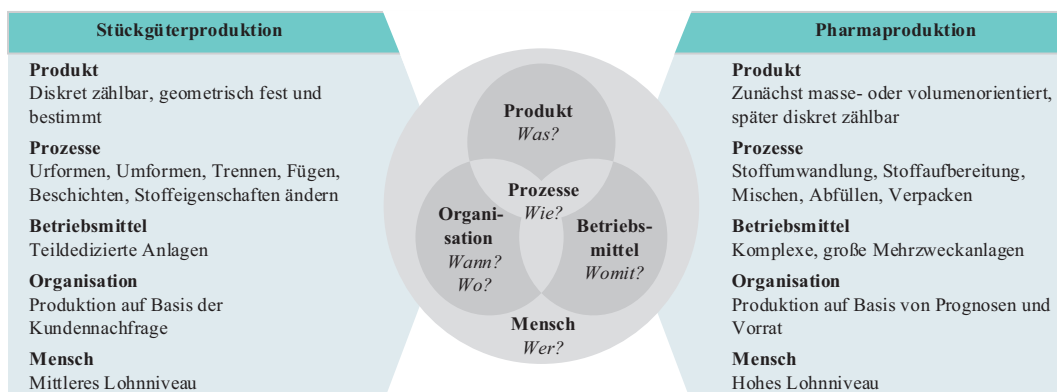 Stückgüterproduktion
Produkt
Diskret zählbar, geometrisch fest und
bestimmt
Prozesse
Urformen, Umformen, Trennen, Fügen,
Beschichten, Stoffeigenschaften ändern
Betriebsmittel
Teildedizierte Anlagen
Organisation
Produktion auf Basis der
Kundennachfrage
Mensch
Mittleres Lohnniveau
Produkt
Was?
Prozesse
Wie?
Organi-
sation
Wann?
Wo?
Betriebs-
mittel
Womit?
Mensch
Wer?
Pharmaproduktion
Produkt
Zunächst masse- oder volumenorientiert,
später diskret zählbar
Prozesse
Stoffumwandlung, Stoffaufbereitung,
Mischen, Abfüllen, Verpacken
Betriebsmittel
Komplexe, große Mehrzweckanlagen
Organisation
Produktion auf Basis von Prognosen und
Vorrat
Mensch
Hohes Lohnniveau